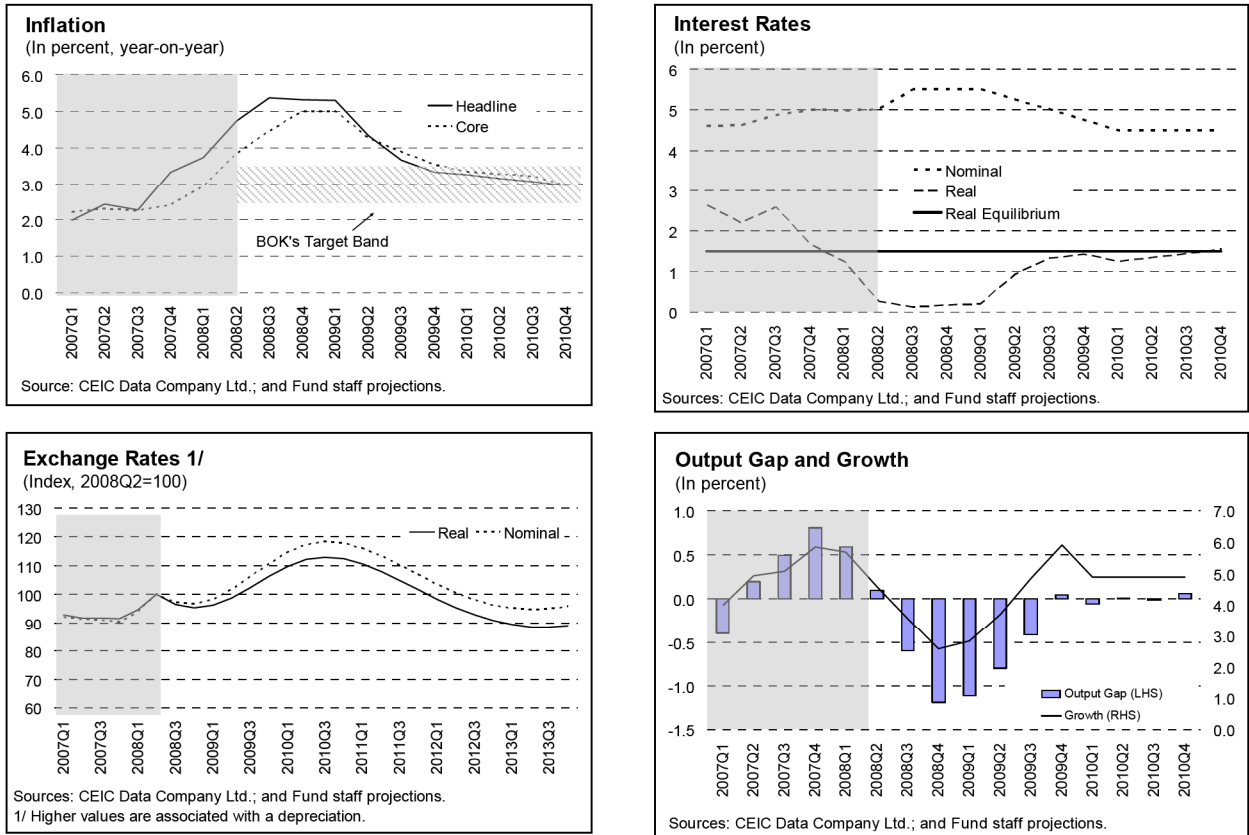 Inflation
(In percent, year-on-year)
6.0
5.0
4.0
3.0
2.0
1.0
0.0
Headline
Core
BOK's Target Band
2007Q1
2007Q2
2007Q3
2007Q4
2008Q1
2008Q2
2008Q3
2008Q4
2009Q1
2009Q2
2009Q3
2009Q4
2010Q1
2010Q2
2010Q3
2010Q4
Source: CEIC Data Company Ltd.; and Fund staff projections.
Interest Rates
(In percent)
6
5
4
3
2
1
0
Nominal
Real
Real Equilibrium
2007Q1
2007Q2
2007Q3
2007Q4
2008Q1
2008Q2
2008Q3
2008Q4
2009Q1
2009Q2
2009Q3
2009Q4
2010Q1
2010Q2
2010Q3
2010Q4
Sources: CEIC Data Company Ltd.; and Fund staff projections.
Exchange Rates 1/
(Index, 2008Q2=100)
130
120
110
100
90
80
70
60
Real Nominal
2007Q1
2007Q3
2008Q1
2008Q3
2009Q1
2009Q3
2010Q1
2010Q3
2011Q1
2011Q3
2012Q1
2012Q3
2013Q1
2013Q3
Sources: CEIC Data Company Ltd.; and Fund staff projections.
1/ Higher values are associated with a depreciation.
Output Gap and Growth
(In percent)
1.0
0.5
0.0
-0.5
-1.0
-1.5
7.0
6.0
5.0
4.0
3.0
2.0
1.0
0.0
Output Gap (LHS)
Growth (RHS)
2007Q1
2007Q2
2007Q3
2007Q4
2008Q1
2008Q2
2008Q3
2008Q4
2009Q1
2009Q2
2009Q3
2009Q4
2010Q1
2010Q2
2010Q3
2010Q4
Sources: CEIC Data Company Ltd.; and Fund staff projections.